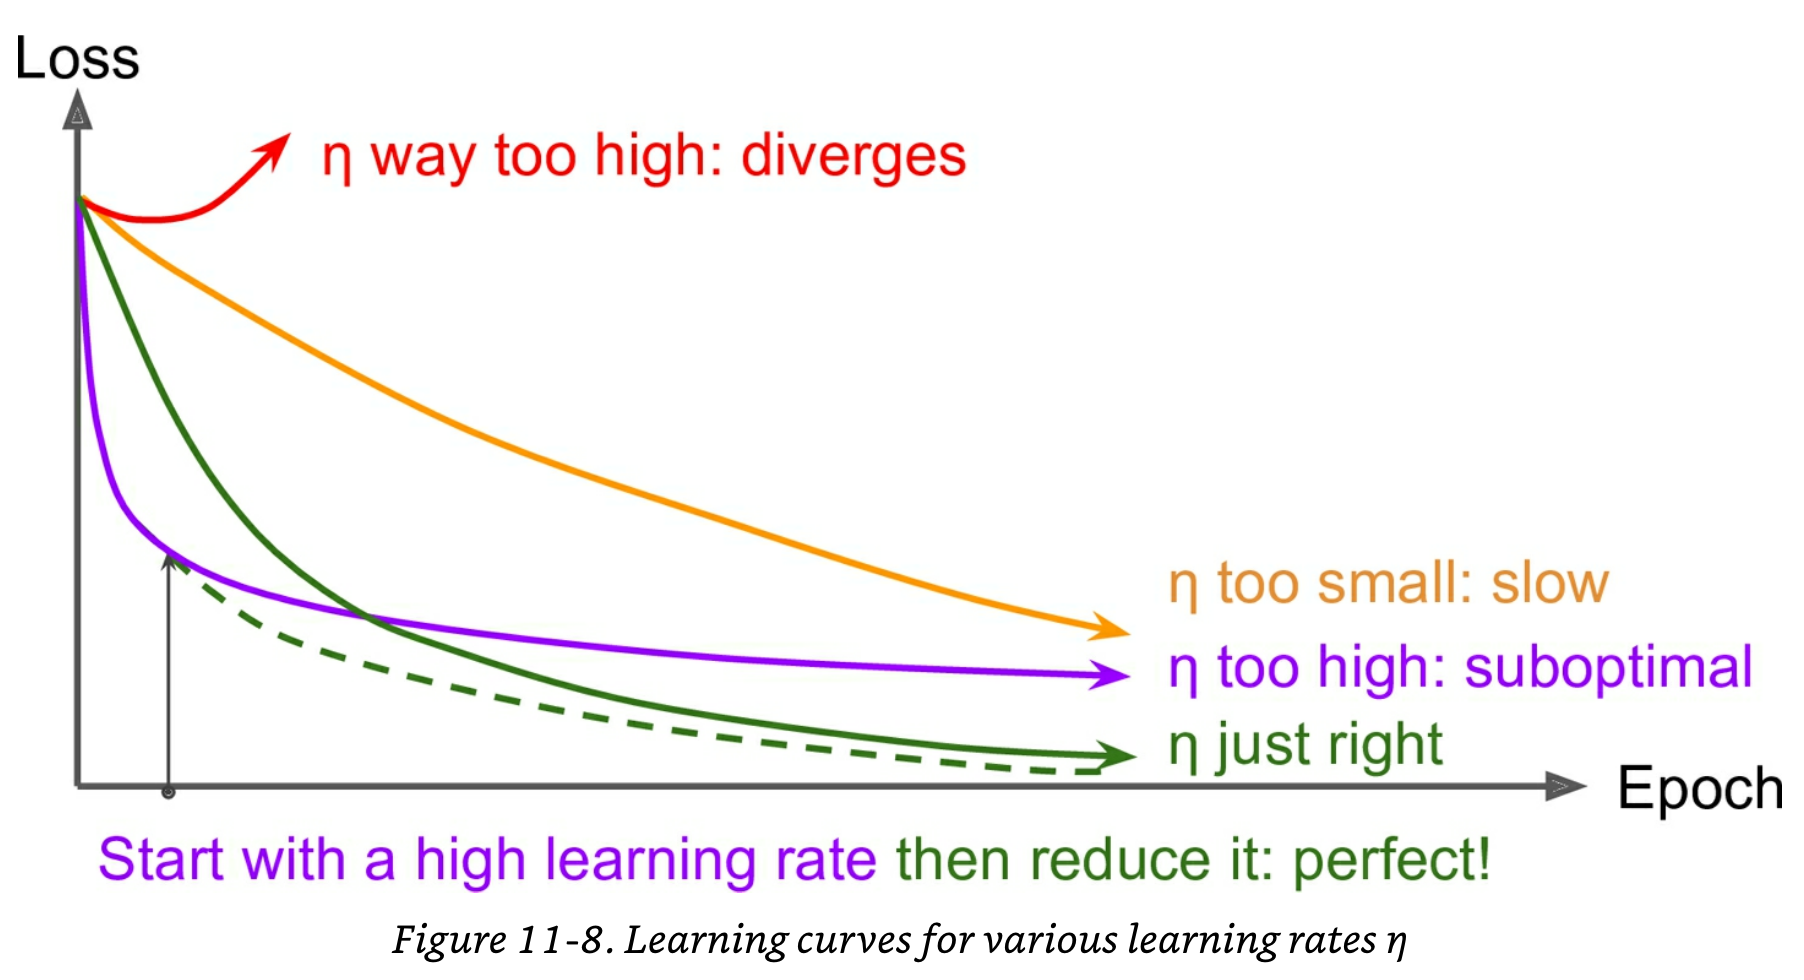 Loss
η way too high: diverges
η too small: slow
η too high: suboptimal
η just right
Epoch
Start with a high learning rate then reduce it: perfect!
Figure 11-8. Learning curves for various learning rates η